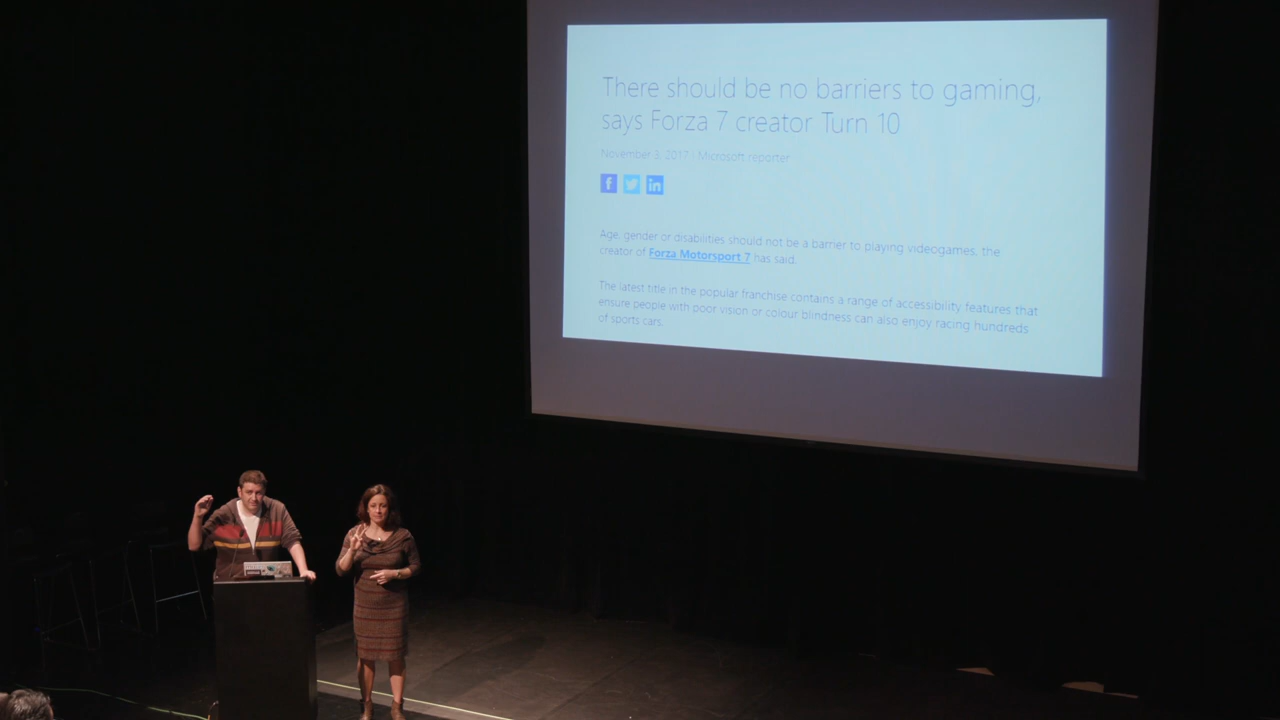 There should be no barriers to gaming,
says Forza 7 creator Turn 10
November 3, 2017 | Microsoft reporter
f in
Age, gender or disabilities should not be a barrier to playing videogames, the
creator of Forza Motorsport 7 has said.
The latest title in the popular franchise contains a range of accessibility features that
ensure people with poor vision or colour blindness can also enjoy racing hundreds
of sports cars.